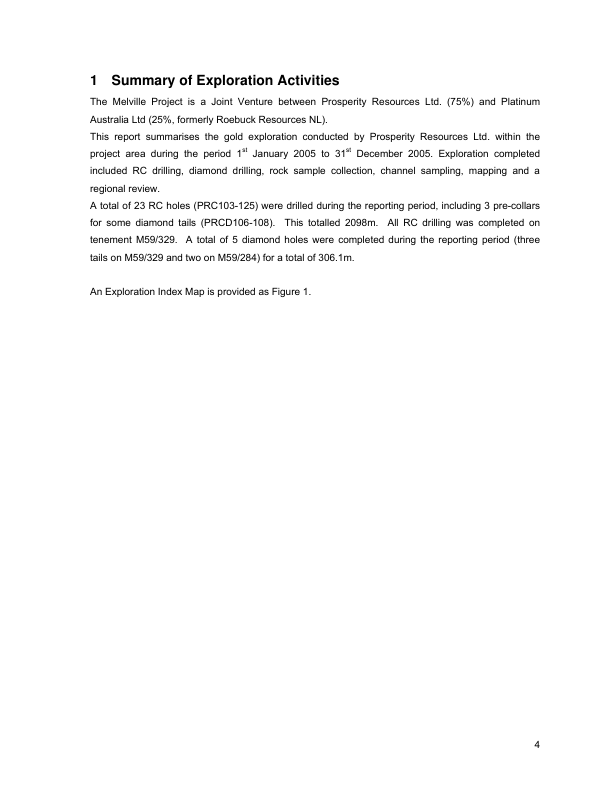 1 Summary of Exploration Activities
The Melville Project is a Joint Venture between Prosperity Resources Ltd. (75%) and Platinum
Australia Ltd (25%, formerly Roebuck Resources NL).
This report summarises the gold exploration conducted by Prosperity Resources Ltd. within the
project area during the period 1st January 2005 to 31st December 2005. Exploration completed
included RC drilling, diamond drilling, rock sample collection, channel sampling, mapping and a
regional review.
A total of 23 RC holes (PRC103-125) were drilled during the reporting period, including 3 pre-collars
for some diamond tails (PRCD106-108). This totalled 2098m. All RC drilling was completed on
tenement M59/329. A total of 5 diamond holes were completed during the reporting period (three
tails on M59/329 and two on M59/284) for a total of 306.1m.
An Exploration Index Map is provided as Figure 1.
4